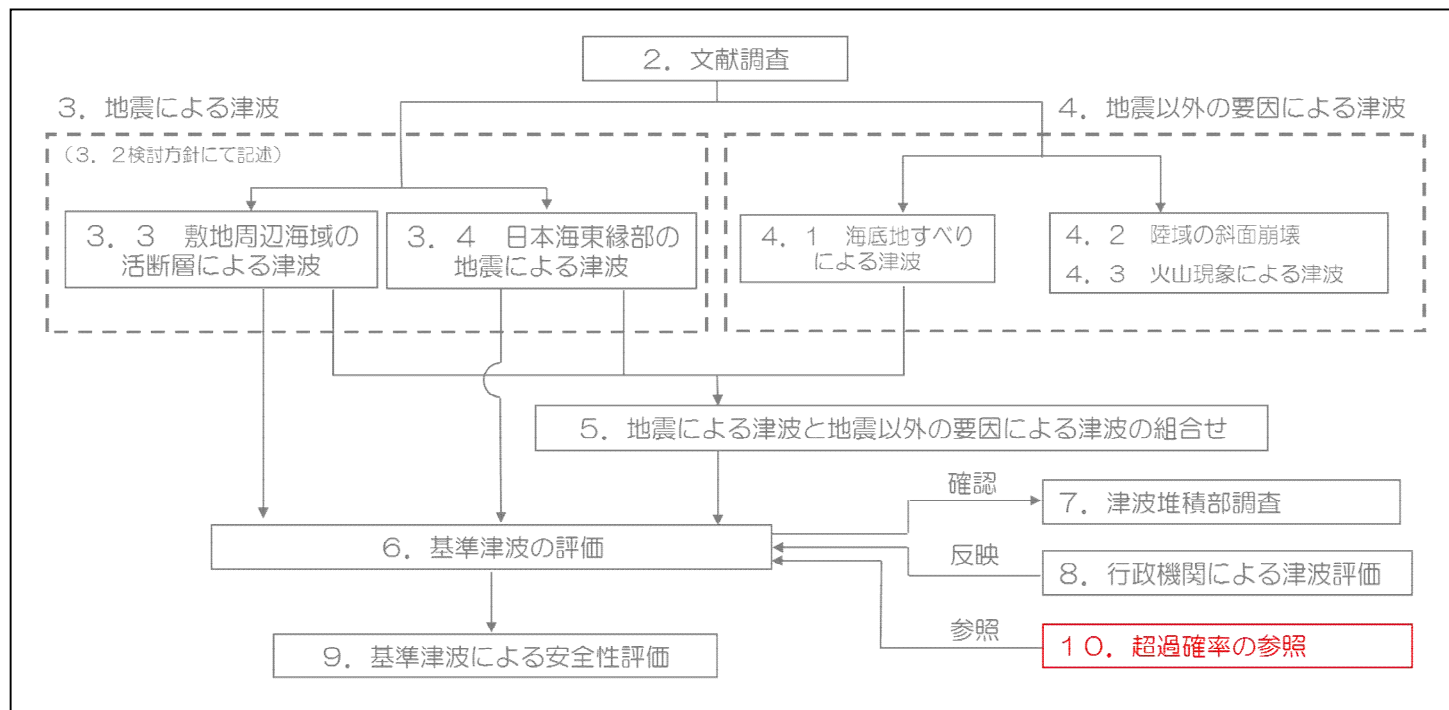 ２．文献調査
３．地震による津波
４．地震以外の要因による津波
（３．２検討方針にて記述）
３．３　敷地周辺海域の
活断層による津波
３．４　日本海東縁部の
地震による津波
４．１　海底地すべり
による津波
４．２　陸域の斜面崩壊
４．３　火山現象による津波
５．地震による津波と地震以外の要因による津波の組合せ
確認
７．津波堆積部調査
６．基準津波の評価
反映
８．行政機関による津波評価
参照
１０．超過確率の参照
９．基準津波による安全性評価